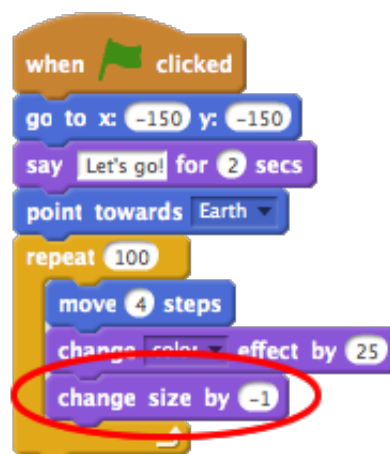 when clicked
go to x: -150 y: -150
say Let's go! for 2 secs
point towards Earth
repeat 100
move 4 steps
change color effect by 25
change size by -1